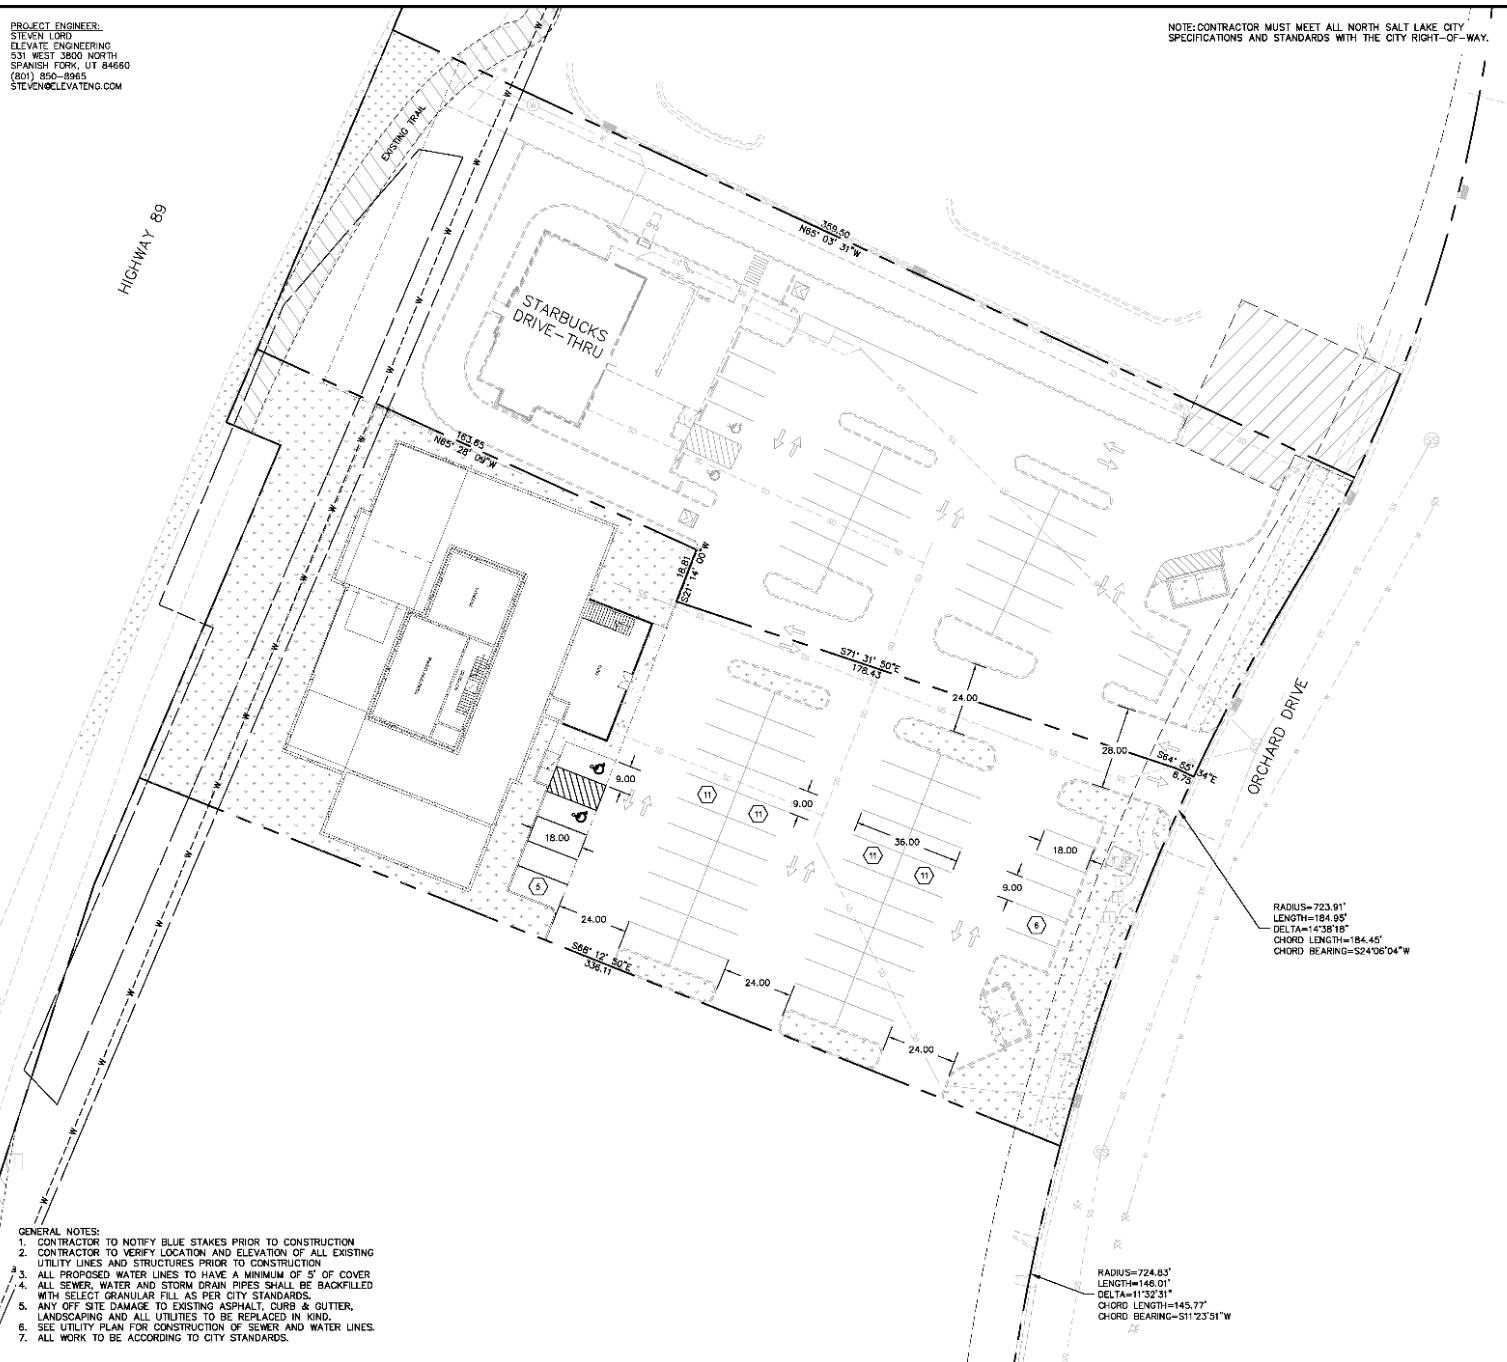 PROJECT ENGINEER:
STEVEN LORD
ELEVATE ENGINEERING
531 WEST 3800 NORTH
SPANISH FORK, UT 84660
(801) 850-8965
STEVEN@ELEVATENG.COM
NOTE: CONTRACTOR MUST MEET ALL NORTH SALT LAKE CITY
SPECIFICATIONS AND STANDARDS WITH THE CITY RIGHT-OF-WAY.
EXISTING TRAIL
HIGHWAY 89
359.50
N65° 03' 31"W
STARBUCKS
DRIVE-THRU
163.65
N65° 28' 09"W
18.81
S21° 14' 00"W
S71° 31' 50"E
178.43
24.00
28.00
S64° 55' 34"E
6.75
ORCHARD DRIVE
9.00
11
11
9.00
18.00
36.00
11
11
18.00
9.00
5
6
24.00
S68° 12' 50"E
336.11
24.00
24.00
RADIUS=723.91'
LENGTH=184.95'
DELTA=14°38'18"
CHORD LENGTH=184.45'
CHORD BEARING=S24°06'04"W
RADIUS=724.83'
LENGTH=146.01'
DELTA=11°32'31"
CHORD LENGTH=145.77'
CHORD BEARING=S11°23'51"W
GENERAL NOTES:
1. CONTRACTOR TO NOTIFY BLUE STAKES PRIOR TO CONSTRUCTION
2. CONTRACTOR TO VERIFY LOCATION AND ELEVATION OF ALL EXISTING
UTILITY LINES AND STRUCTURES PRIOR TO CONSTRUCTION
3. ALL PROPOSED WATER LINES TO HAVE A MINIMUM OF 5' OF COVER
4. ALL SEWER, WATER AND STORM DRAIN PIPES SHALL BE BACKFILLED
WITH SELECT GRANULAR FILL AS PER CITY STANDARDS.
5. ANY OFF SITE DAMAGE TO EXISTING ASPHALT, CURB & GUTTER,
LANDSCAPING AND ALL UTILITIES TO BE REPLACED IN KIND.
6. SEE UTILITY PLAN FOR CONSTRUCTION OF SEWER AND WATER LINES.
7. ALL WORK TO BE ACCORDING TO CITY STANDARDS.